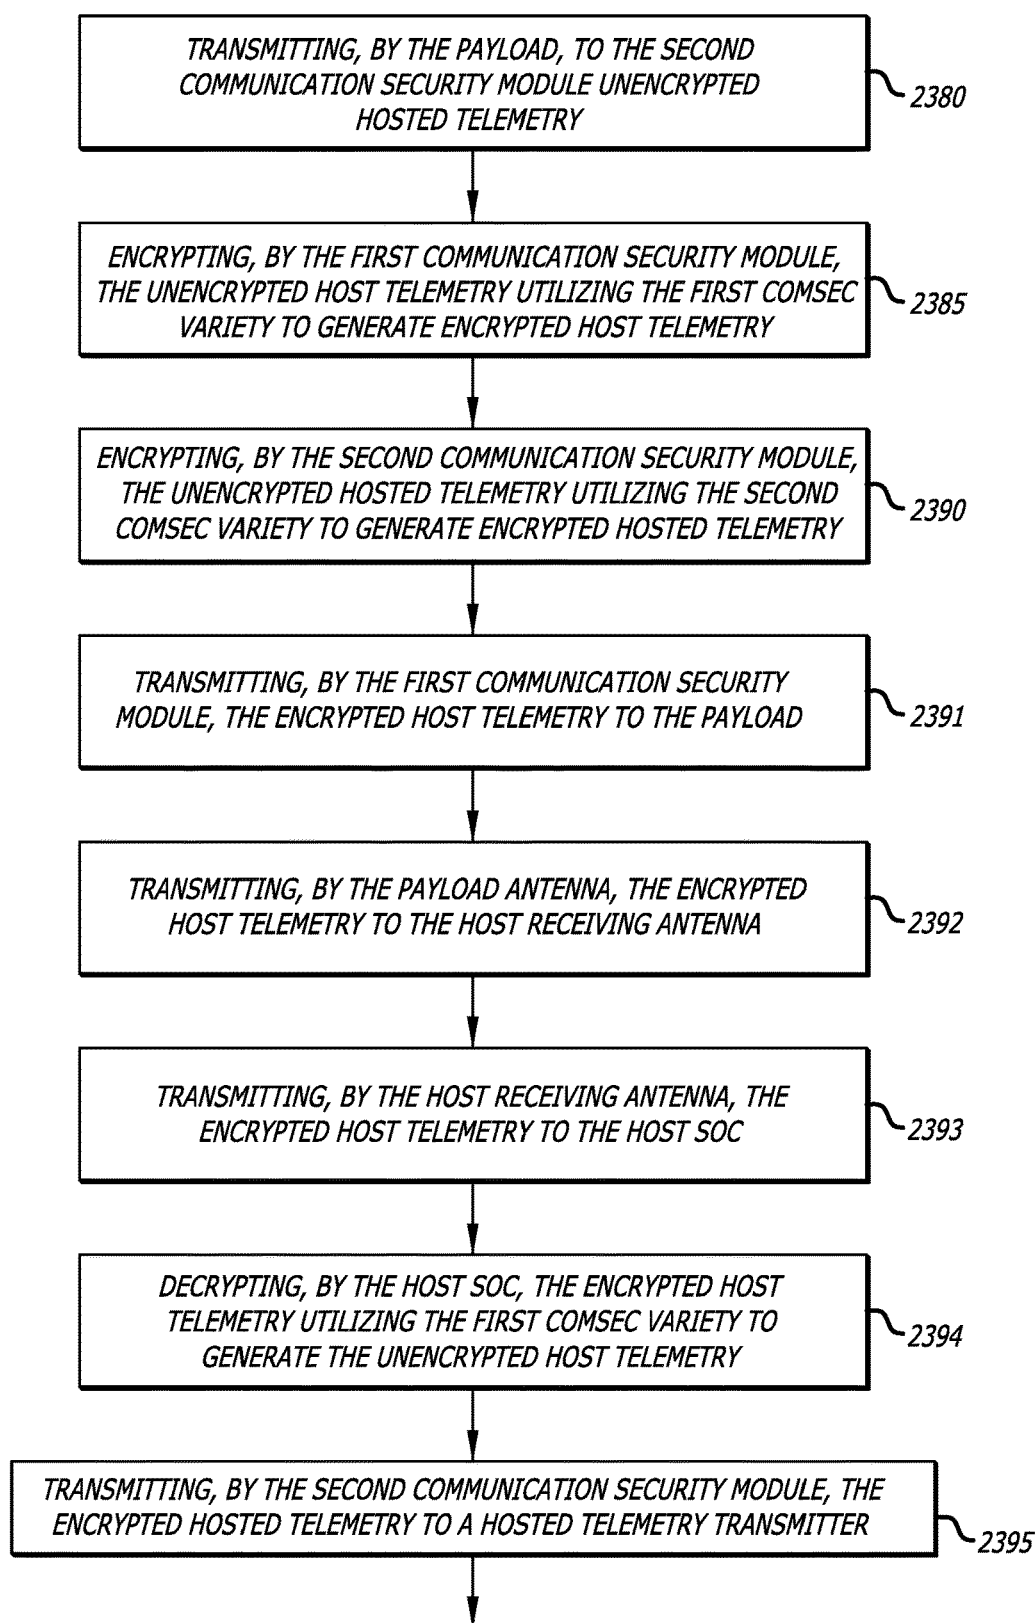 TRANSMITTING, BY THE PAYLOAD, TO THE SECOND
COMMUNICATION SECURITY MODULE UNENCRYPTED
HOSTED TELEMETRY
2380
ENCRYPTING, BY THE FIRST COMMUNICATION SECURITY MODULE,
THE UNENCRYPTED HOST TELEMETRY UTILIZING THE FIRST COMSEC
VARIETY TO GENERATE ENCRYPTED HOST TELEMETRY
2385
ENCRYPTING, BY THE SECOND COMMUNICATION SECURITY MODULE,
THE UNENCRYPTED HOSTED TELEMETRY UTILIZING THE SECOND
COMSEC VARIETY TO GENERATE ENCRYPTED HOSTED TELEMETRY
2390
TRANSMITTING, BY THE FIRST COMMUNICATION SECURITY
MODULE, THE ENCRYPTED HOST TELEMETRY TO THE PAYLOAD
2391
TRANSMITTING, BY THE PAYLOAD ANTENNA, THE ENCRYPTED
HOST TELEMETRY TO THE HOST RECEIVING ANTENNA
2392
TRANSMITTING, BY THE HOST RECEIVING ANTENNA, THE
ENCRYPTED HOST TELEMETRY TO THE HOST SOC
2393
DECRYPTING, BY THE HOST SOC, THE ENCRYPTED HOST
TELEMETRY UTILIZING THE FIRST COMSEC VARIETY TO
GENERATE THE UNENCRYPTED HOST TELEMETRY
2394
TRANSMITTING, BY THE SECOND COMMUNICATION SECURITY MODULE, THE
ENCRYPTED HOSTED TELEMETRY TO A HOSTED TELEMETRY TRANSMITTER
2395